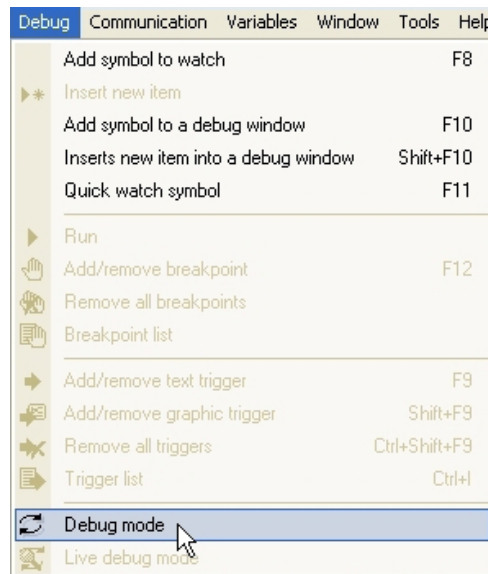 Debug Communication Variables Window Tools Help
Add symbol to watch F8
Insert new item
Add symbol to a debug window F10
Inserts new item into a debug window Shift+F10
Quick watch symbol F11
Run
Add/remove breakpoint F12
Remove all breakpoints
Breakpoint list
Add/remove text trigger F9
Add/remove graphic trigger Shift+F9
Remove all triggers Ctrl+Shift+F9
Trigger list Ctrl+I
Debug mode
Live debug mode